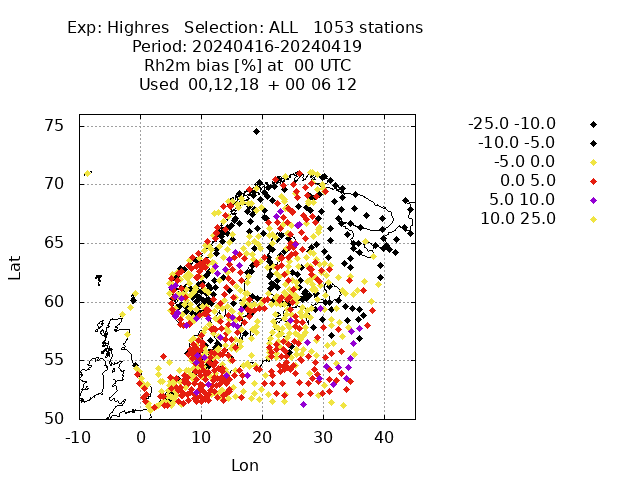 Exp: Highres   Selection: ALL   1053 stations
Period: 20240416-20240419
Rh2m bias [%] at  00 UTC
Used  00,12,18  + 00 06 12
-25.0 -10.0
-10.0 -5.0
-5.0 0.0
0.0 5.0
5.0 10.0
10.0 25.0
75
70
65
60
55
50
Lat
-10 0 10 20 30 40
Lon